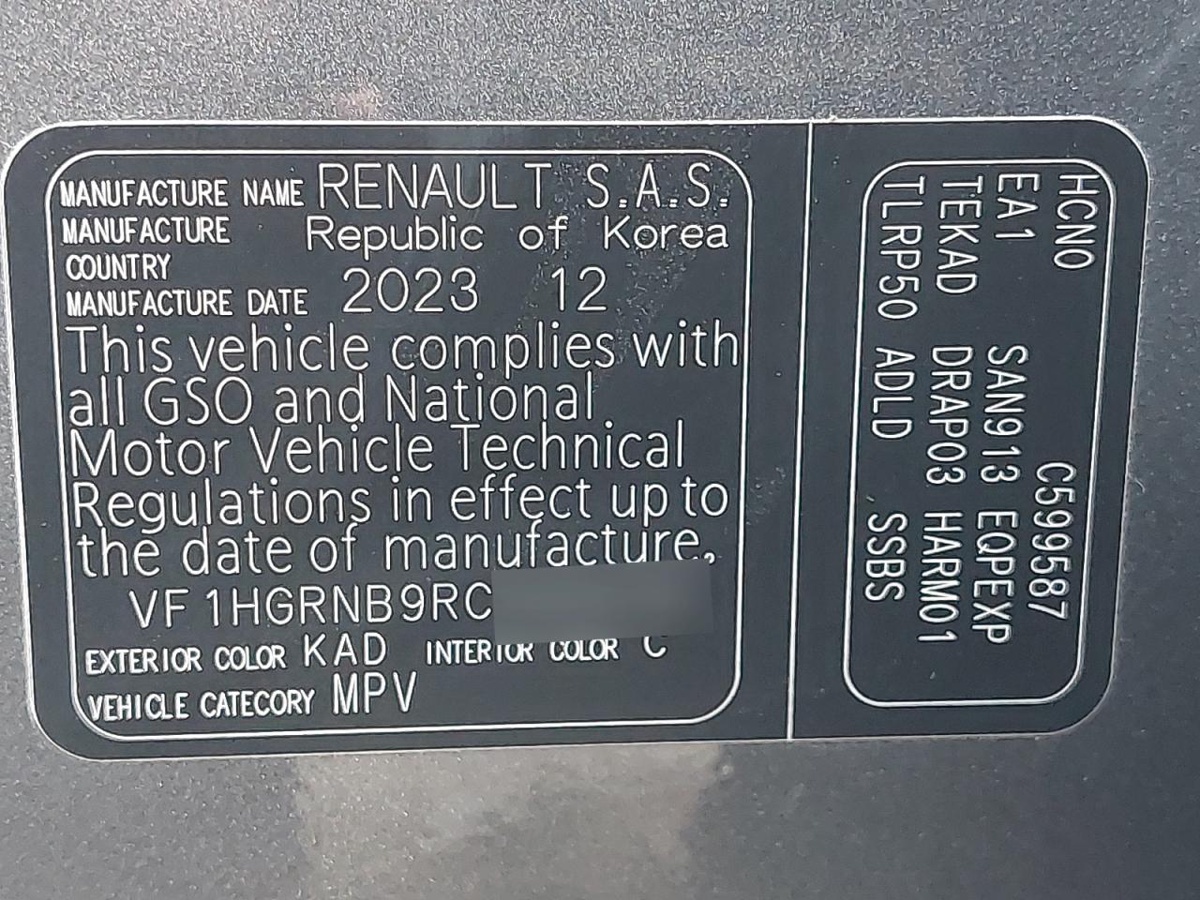 MANUFACTURE NAME RENAULT S.A.S.
MANUFACTURE Republic of Korea
COUNTRY
MANUFACTURE DATE 2023 12
This vehicle complies with
all GSO and National
Motor Vehicle Technical
Regulations in effect up to
the date of manufacture.
VF1HGRNB9RC
EXTERIOR COLOR KAD INTERIOR COLOR C
VEHICLE CATECORY MPV
HCNO C599587
EA1 SAN913 EQPEXP
TEKAD DRAP03 HARM01
TLRP50 ADLD SSBS